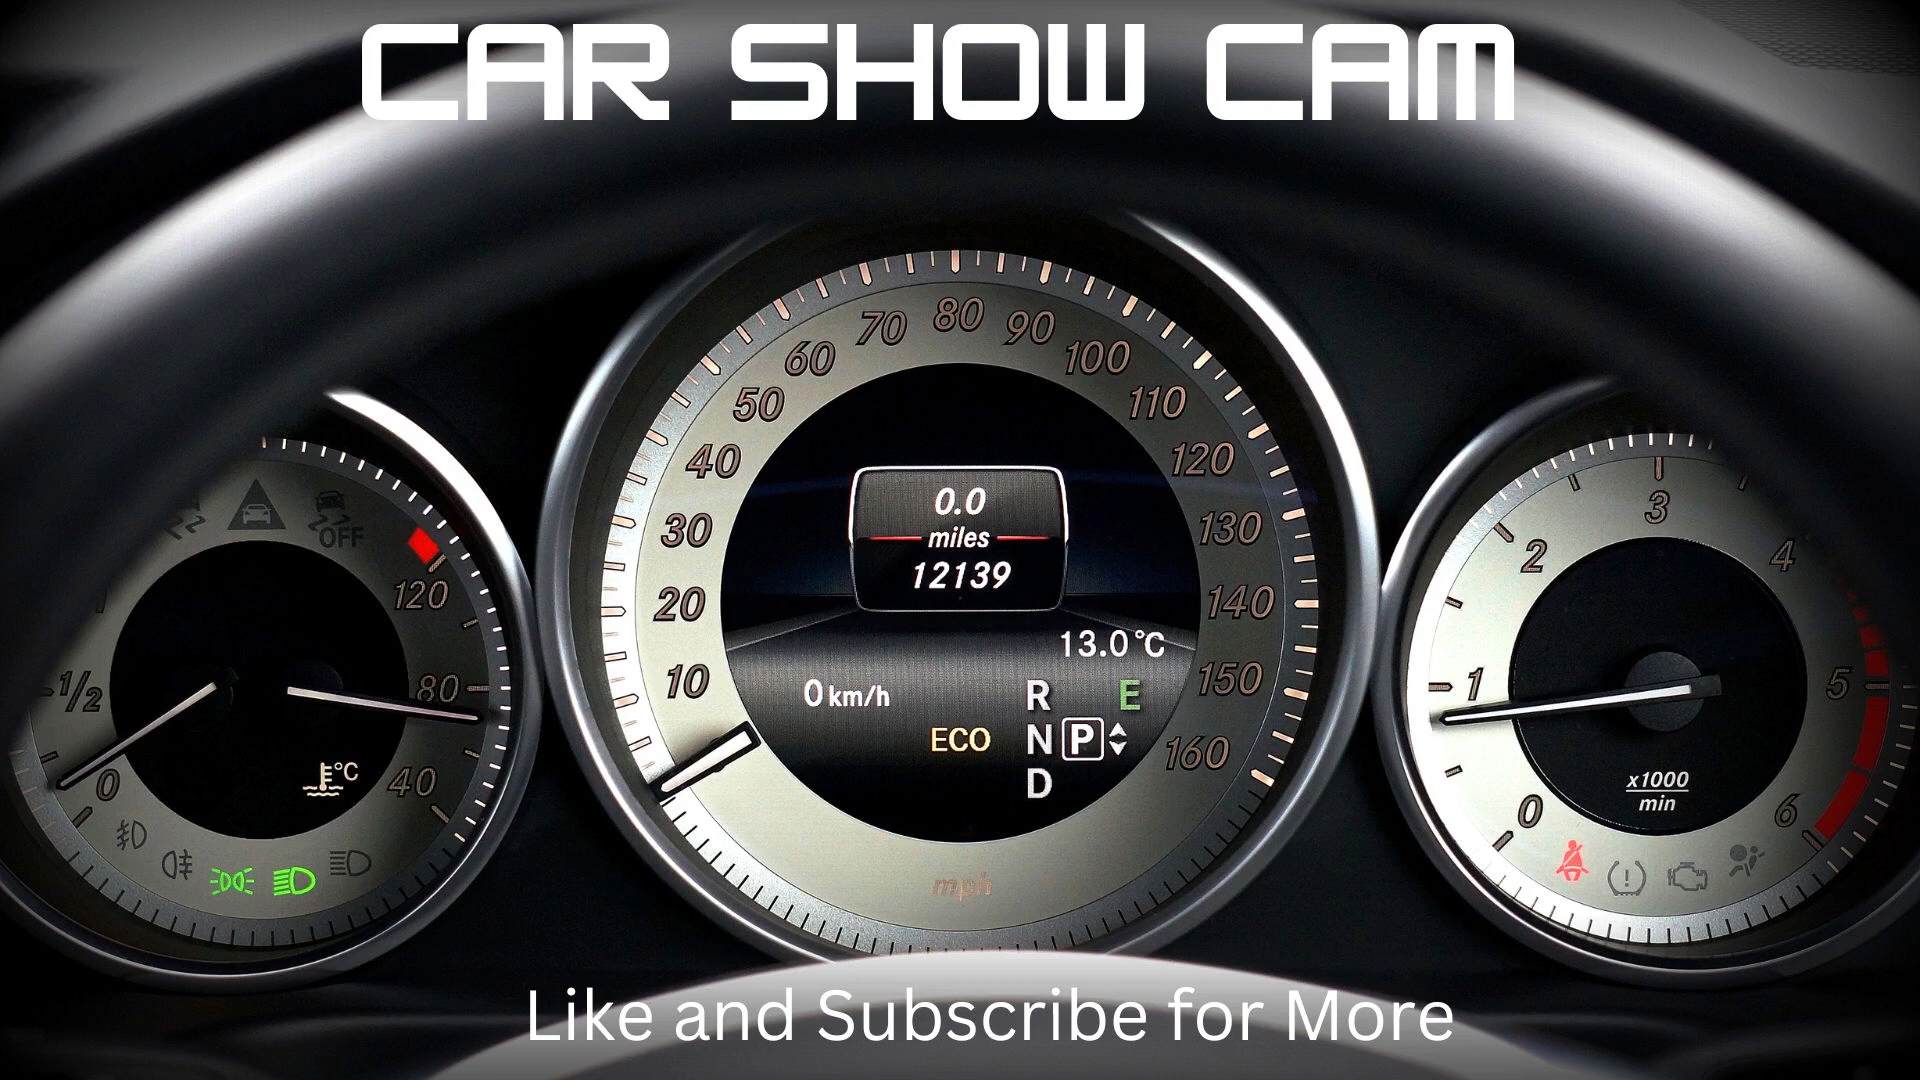 CAR SHOW CAM
70 80 90
60 100
50 110
40 120
30 130
20 140
10 150
160
0.0
miles
12139
13.0°C
0 km/h
R E
ECO N P
D
mph
OFF
120
1/2 80
°C
0 40
3
2 4
1 5
0 6
x1000
min
Like and Subscribe for More